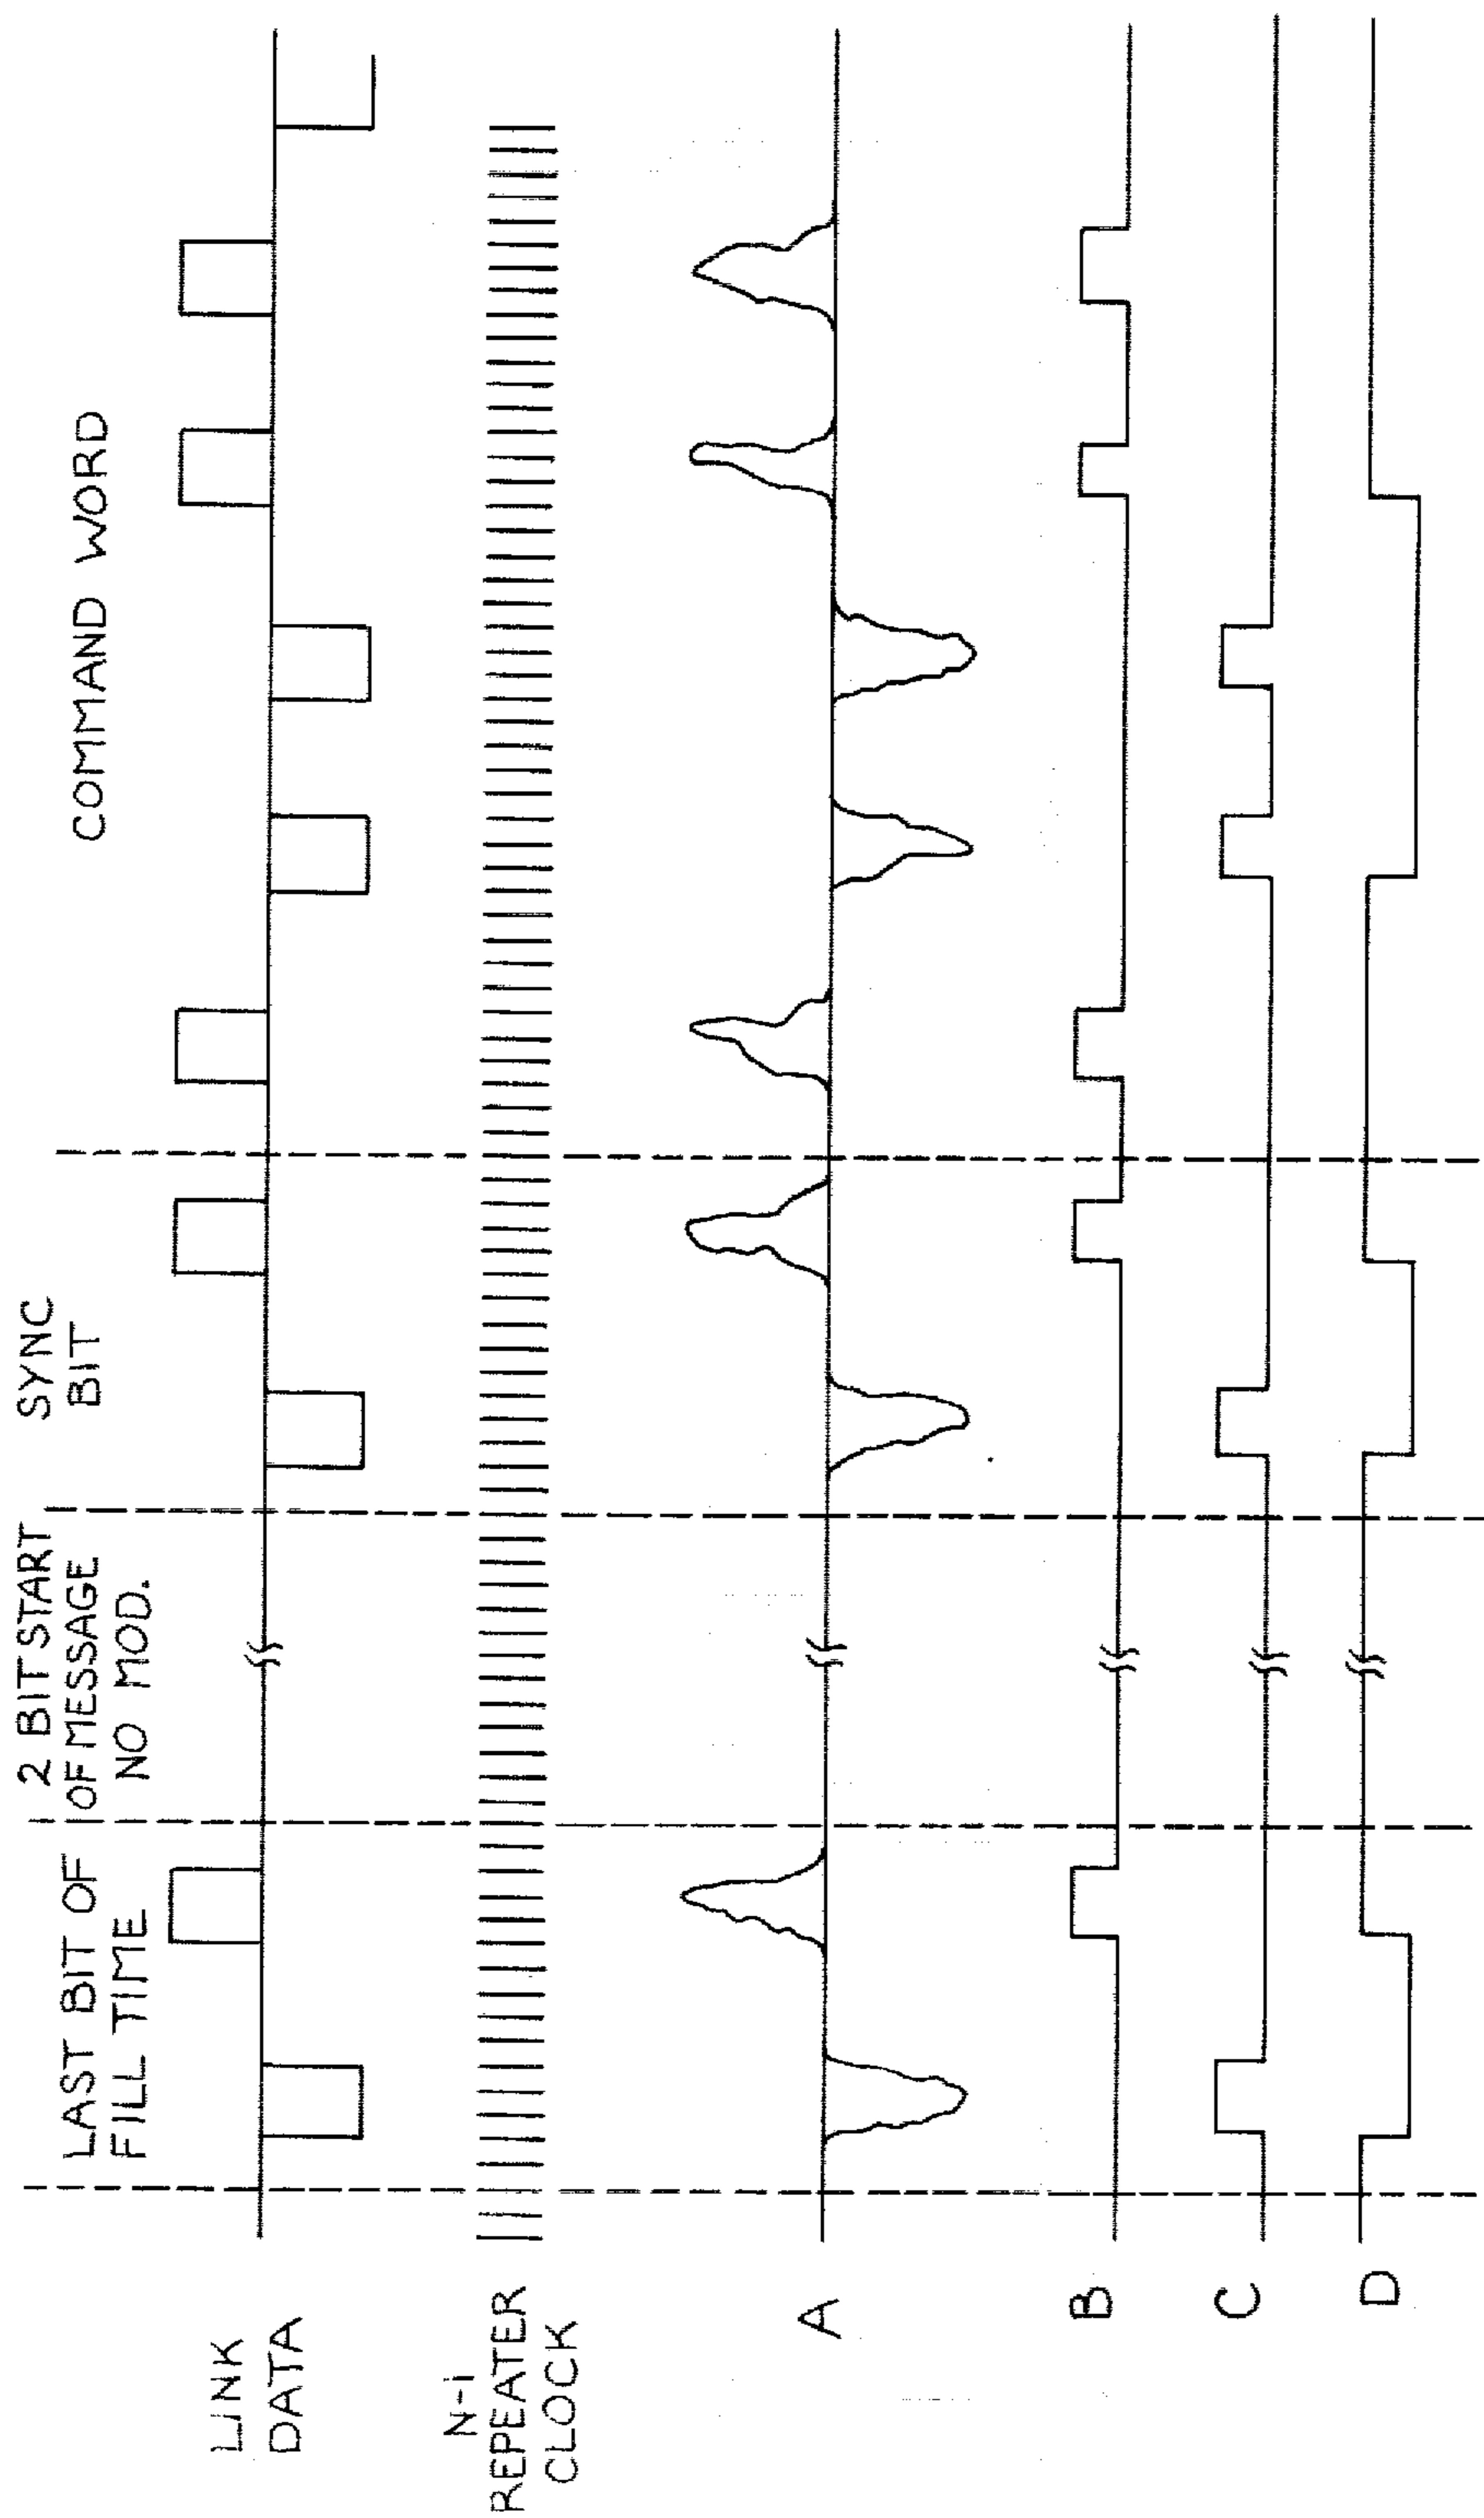 LAST BIT OF
FILL TIME
2 BIT START
OF MESSAGE
NO MOD.
SYNC
BIT
COMMAND WORD
LINK
DATA
N-1
REPEATER
CLOCK
A
B
C
D